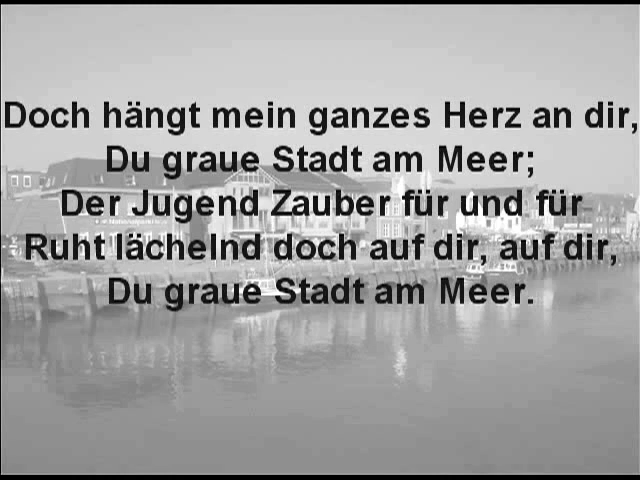 Doch hängt mein ganzes Herz an dir,
Du graue Stadt am Meer;
Der Jugend Zauber für und für
Ruht lächelnd doch auf dir, auf dir,
Du graue Stadt am Meer.